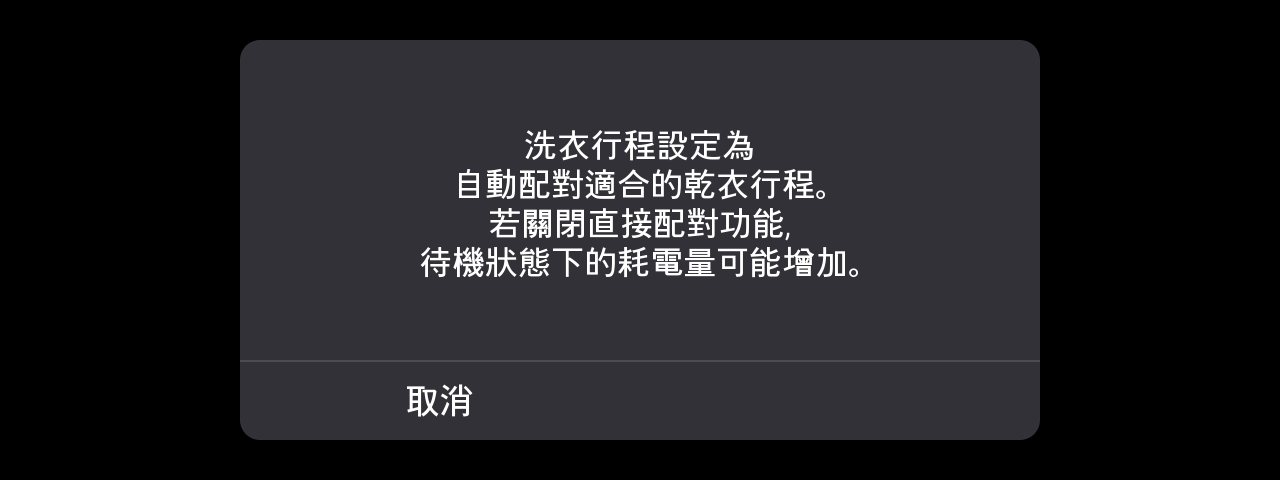 洗衣行程設定為
自動配對適合的乾衣行程。
若關閉直接配對功能,
待機狀態下的耗電量可能增加。
取消